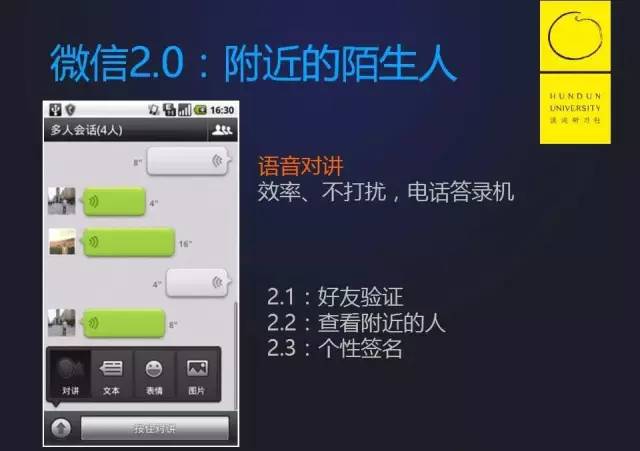 微信2.0：附近的陌生人
HUNDUN
UNIVERSITY
混沌研习社
16:30
多人会话(4人)
8"
4"
16"
4"
8"
对讲
文本
表情
图片
按住对讲
语音对讲
效率、不打扰，电话答录机
2.1：好友验证
2.2：查看附近的人
2.3：个性签名